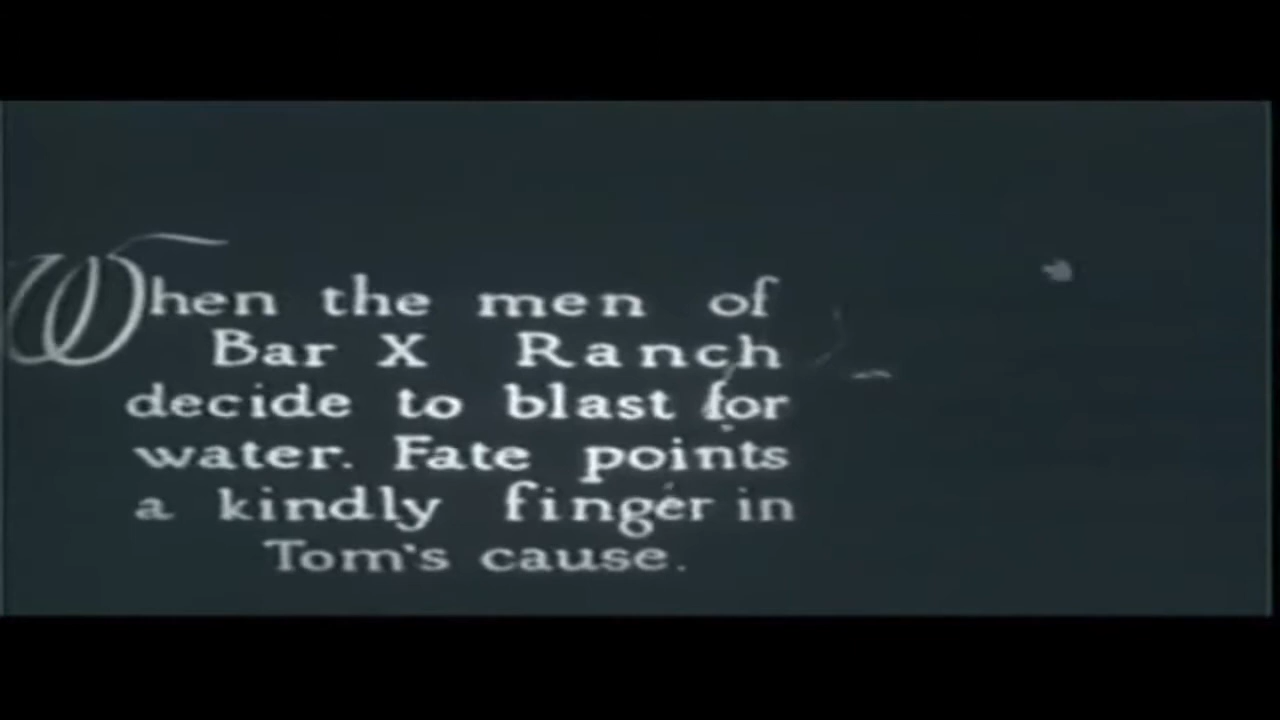 When the men of
Bar X Ranch
decide to blast for
water. Fate points
a kindly finger in
Tom's cause.